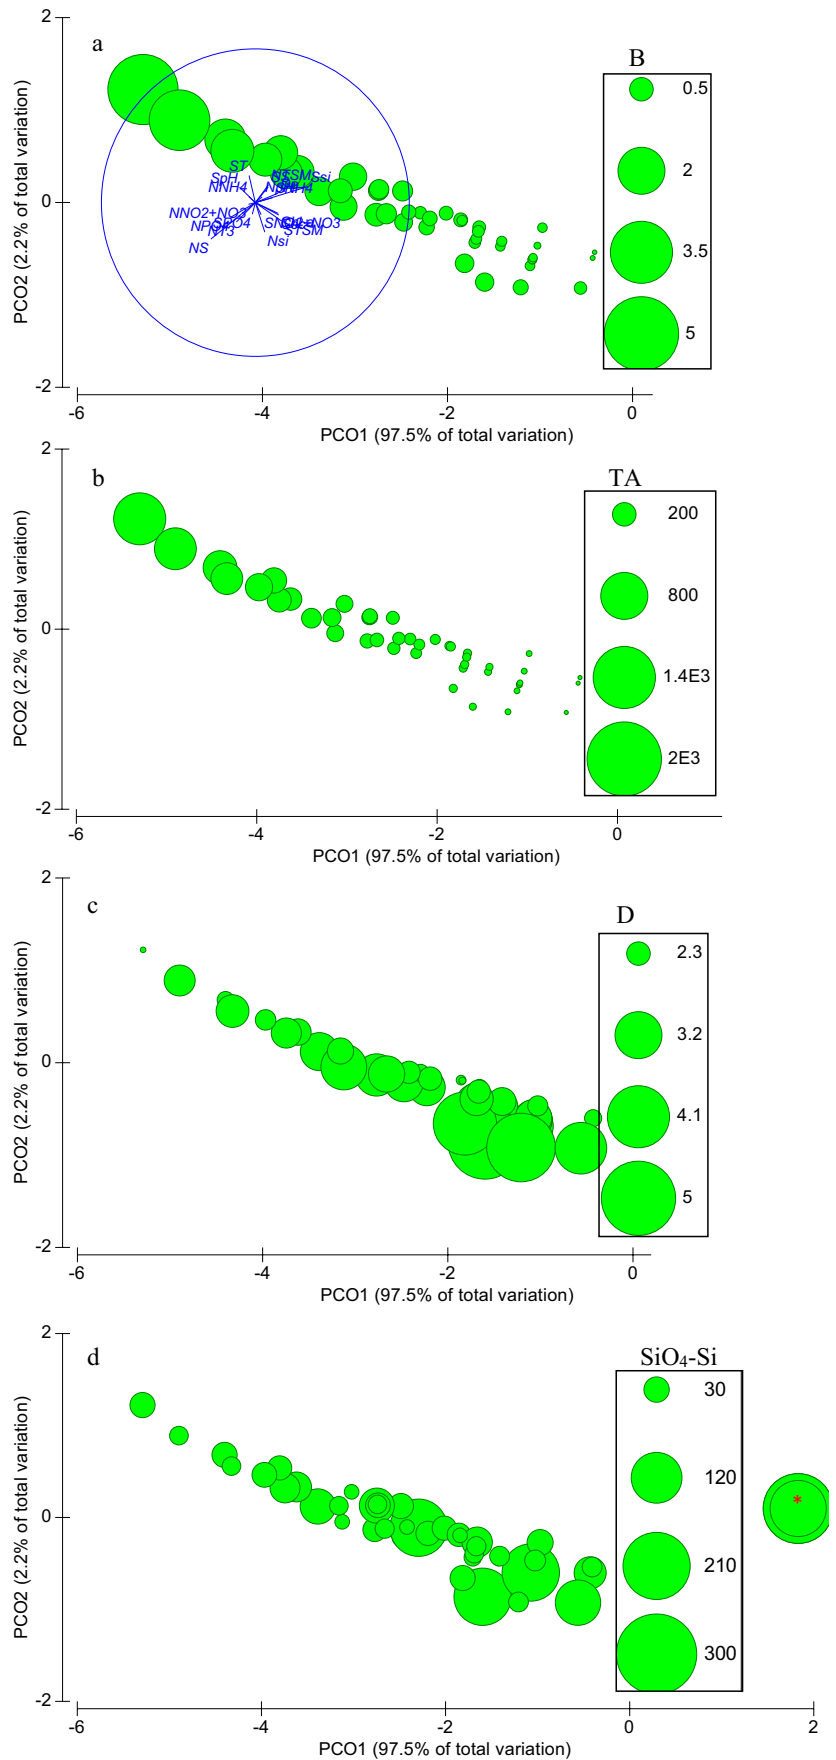 2
a
B
0.5
2
3.5
5
ST
SpH
NNH4
NNO2+NO3
SPO4
NPO4
NT3
NS
Ssi
STSM
Nsi
0
-2
-6
-4
-2
0
PCO1 (97.5% of total variation)
PCO2 (2.2% of total variation)
2
b
TA
200
800
1.4E3
2E3
0
-2
-6
-4
-2
0
PCO1 (97.5% of total variation)
PCO2 (2.2% of total variation)
2
c
D
2.3
3.2
4.1
5
0
-2
-6
-4
-2
0
PCO1 (97.5% of total variation)
PCO2 (2.2% of total variation)
2
d
SiO₄-Si
30
120
210
300
*
0
-2
-6
-4
-2
0
2
PCO1 (97.5% of total variation)
PCO2 (2.2% of total variation)